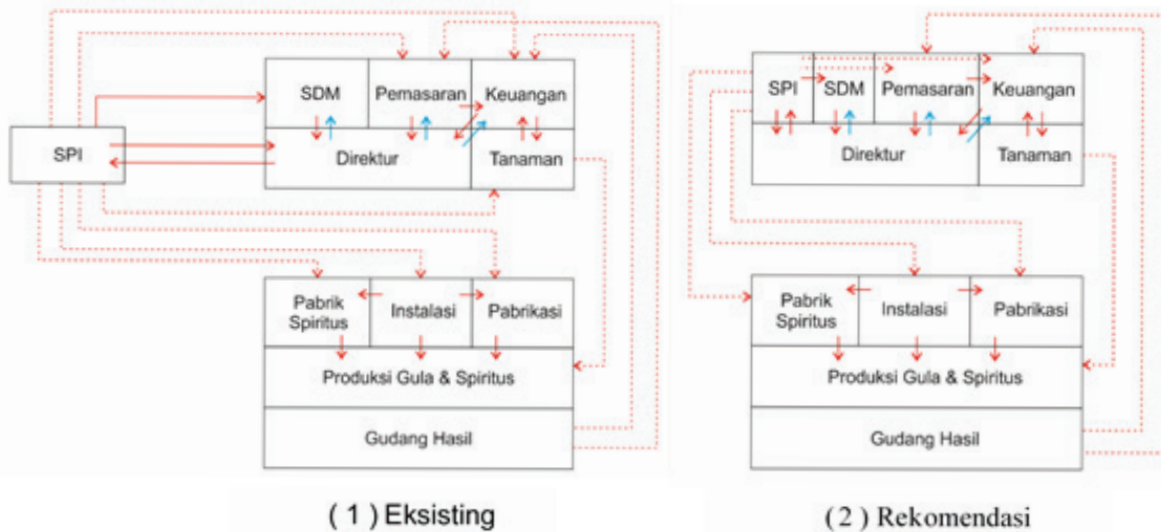 SDM
Pemasaran
Keuangan
SPI
Direktur
Tanaman
Pabrik
Spiritus
Instalasi
Pabrikasi
Produksi Gula & Spiritus
Gudang Hasil
( 1 ) Eksisting
SPI
SDM
Pemasaran
Keuangan
Direktur
Tanaman
Pabrik
Spiritus
Instalasi
Pabrikasi
Produksi Gula & Spiritus
Gudang Hasil
(2) Rekomendasi